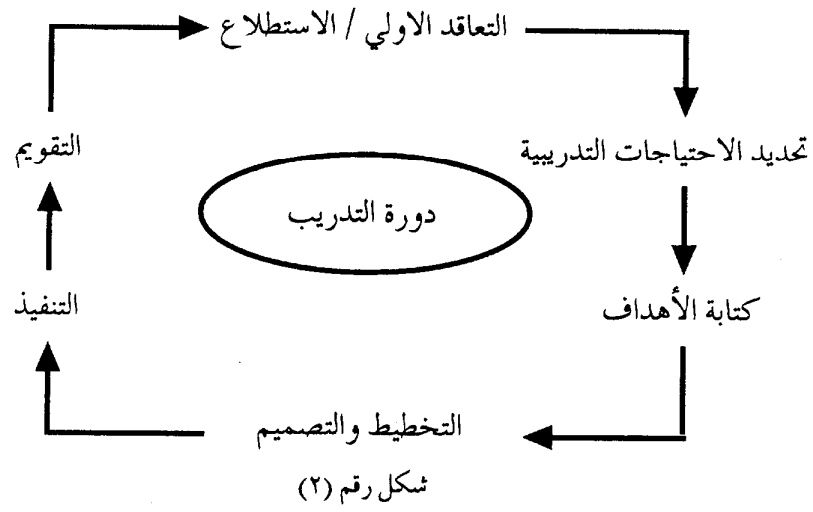 التعاقد الاولي / الاستطلاع
تحديد الاحتياجات التدريبية
التقويم
دورة التدريب
كتابة الأهداف
التنفيذ
التخطيط والتصميم
شكل رقم (٢)